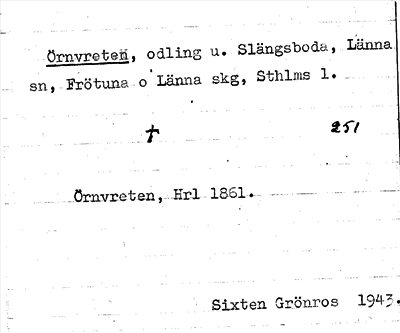 Örnvreten, odling u. Slängsboda, Länna
sn, Frötuna o Länna skg, Sthlms l.
† 251
Örnvreten, Hrl 1861.
Sixten Grönros 1943.